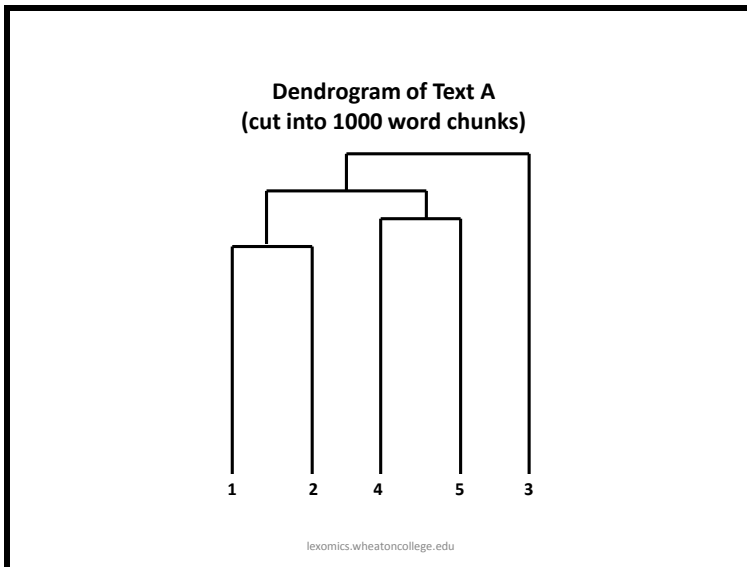 Dendrogram of Text A
(cut into 1000 word chunks)
1 2 4 5 3
lexomics.wheatoncollege.edu